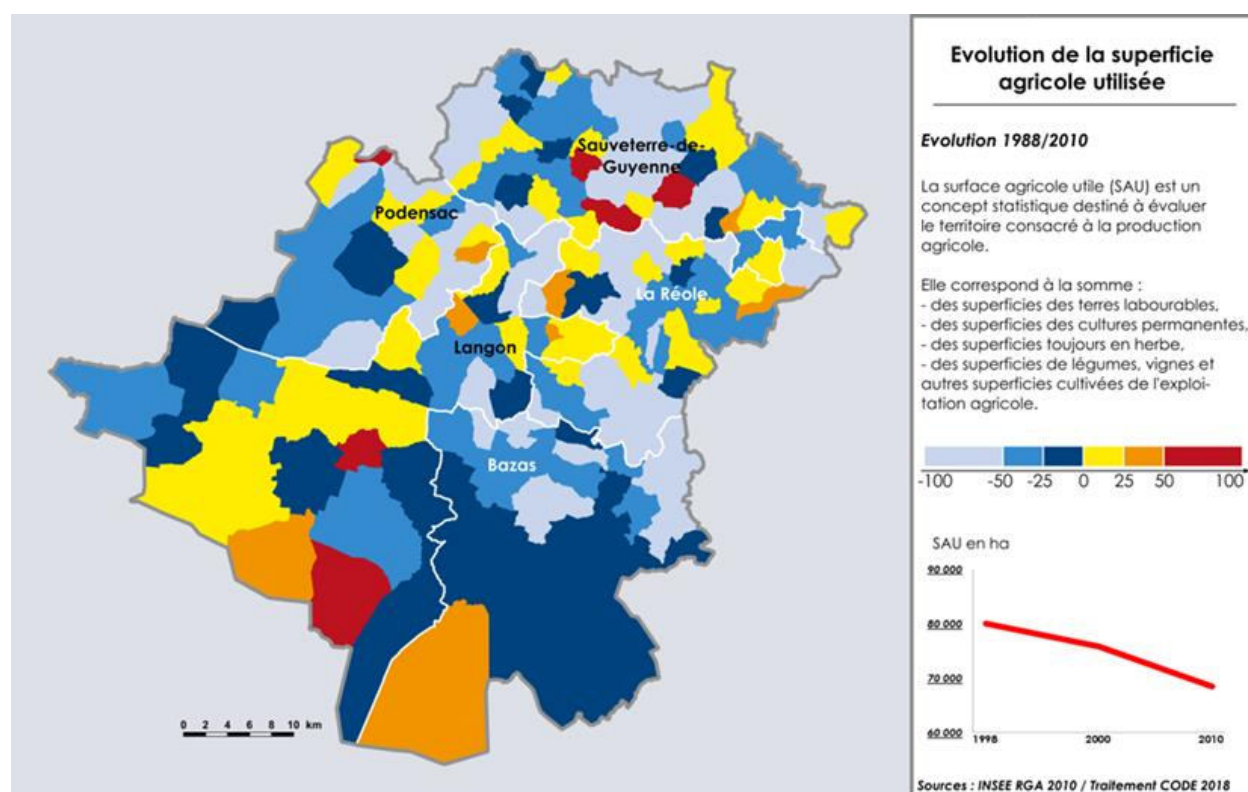 Sauveterre-de-
Guyenne
Podensac
La Réole
Langon
Bazas
0 2 4 6 8 10 km
Evolution de la superficie
agricole utilisée
Evolution 1988/2010
La surface agricole utile (SAU) est un
concept statistique destiné à évaluer
le territoire consacré à la production
agricole.
Elle correspond à la somme :
- des superficies des terres labourables,
- des superficies des cultures permanentes,
- des superficies toujours en herbe,
- des superficies de légumes, vignes et
autres superficies cultivées de l'exploi-
tation agricole.
-100 -50 -25 0 25 50 100
SAU en ha
90 000
80 000
70 000
60 000
1998 2000 2010
Sources : INSEE RGA 2010 / Traitement CODE 2018